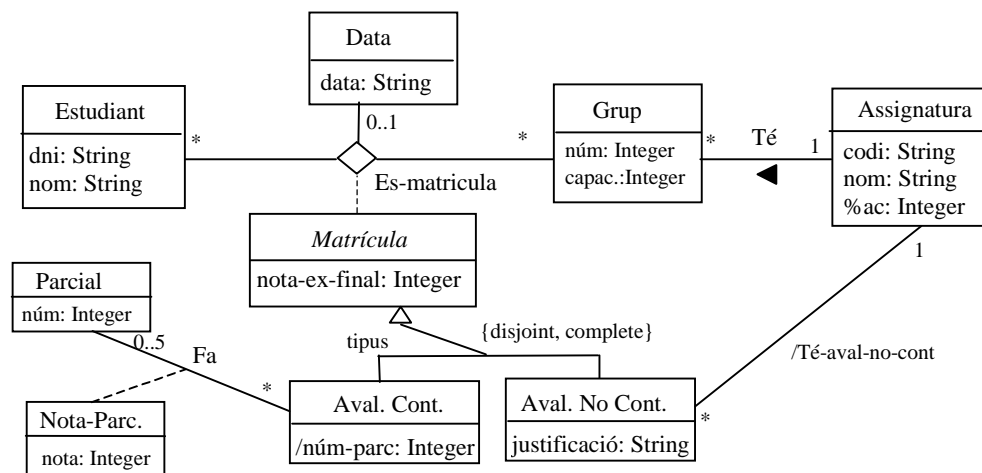 Data
data: String
0..1
Estudiant
dni: String
nom: String
*
*
Es-matricula
Grup
núm: Integer
capac.:Integer
*
Té
1
Assignatura
codi: String
nom: String
%ac: Integer
1
Matrícula
nota-ex-final: Integer
tipus
{disjoint, complete}
/Té-aval-no-cont
Parcial
núm: Integer
0..5
Fa
*
Nota-Parc.
nota: Integer
Aval. Cont.
/núm-parc: Integer
Aval. No Cont.
justificació: String
*